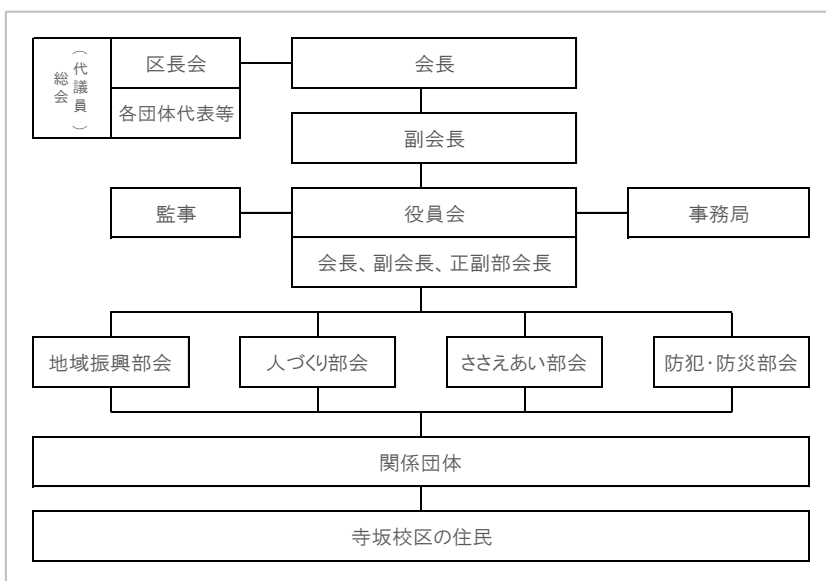 総会
（代議員）
区長会
会長
各団体代表等
副会長
監事
役員会
事務局
会長、副会長、正副部会長
地域振興部会
人づくり部会
ささえあい部会
防犯・防災部会
関係団体
寺坂校区の住民